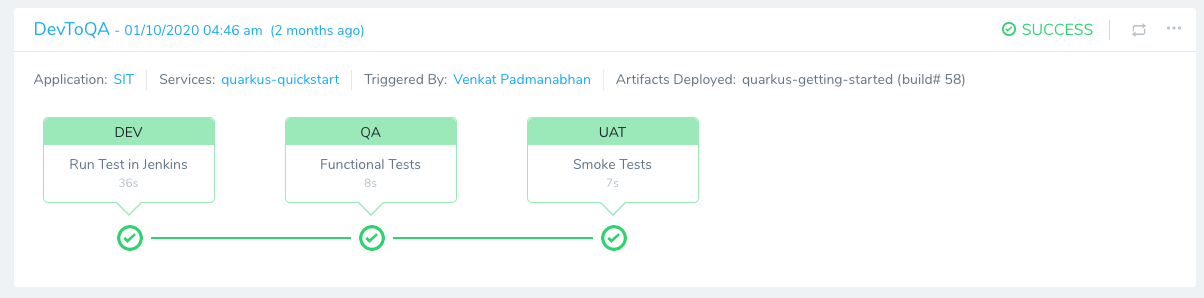 DevToQA - 01/10/2020 04:46 am (2 months ago)
SUCCESS
Application: SIT Services: quarkus-quickstart Triggered By: Venkat Padmanabhan Artifacts Deployed: quarkus-getting-started (build# 58)
DEV QA UAT
Run Test in Jenkins Functional Tests Smoke Tests
36s 8s 7s